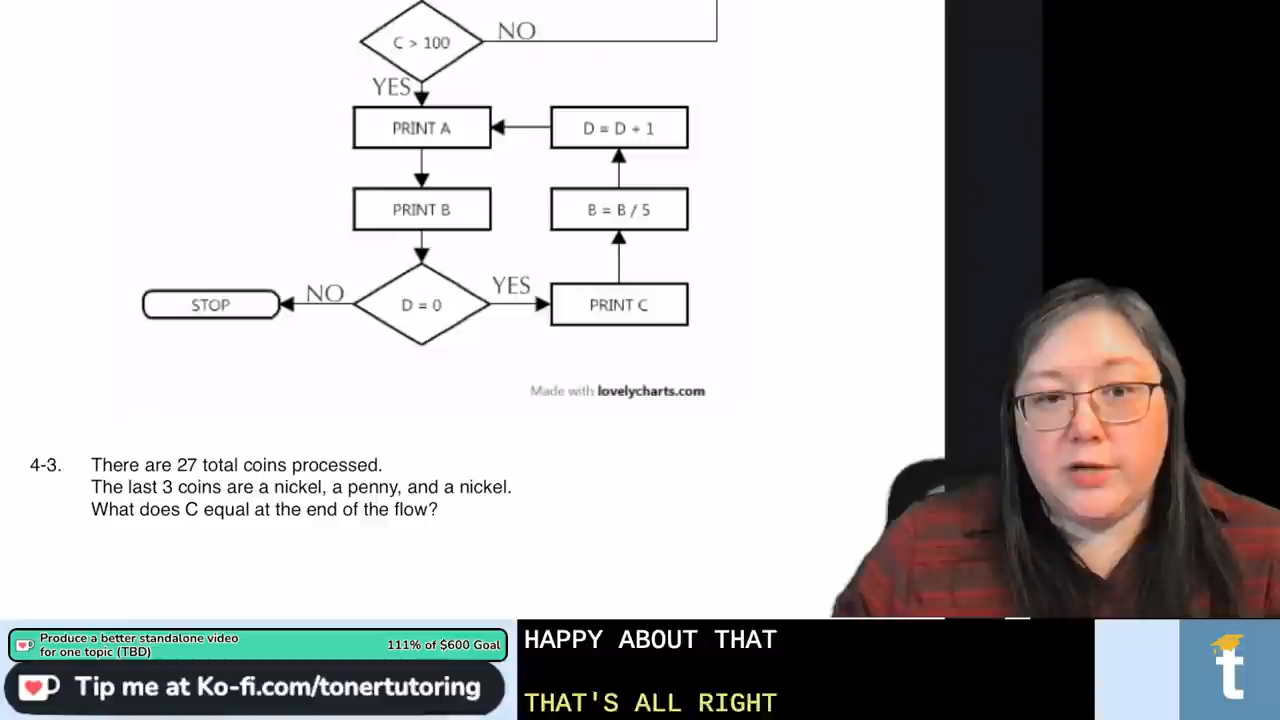 C > 100
NO
YES
PRINT A
D = D + 1
PRINT B
B = B / 5
STOP
NO
D = 0
YES
PRINT C
Made with lovelycharts.com
4-3. There are 27 total coins processed.
The last 3 coins are a nickel, a penny, and a nickel.
What does C equal at the end of the flow?
Produce a better standalone video
for one topic (TBD)
111% of $600 Goal
Tip me at Ko-fi.com/tonertutoring
HAPPY ABOUT THAT
THAT'S ALL RIGHT
t